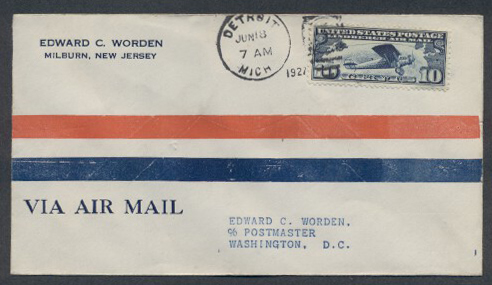 EDWARD C. WORDEN
MILBURN, NEW JERSEY
DETROIT
JUN 18
7 AM
MICH
1927
UNITED STATES POSTAGE
LINDBERGH AIR MAIL
10
VIA AIR MAIL
EDWARD C. WORDEN,
% POSTMASTER
WASHINGTON, D.C.